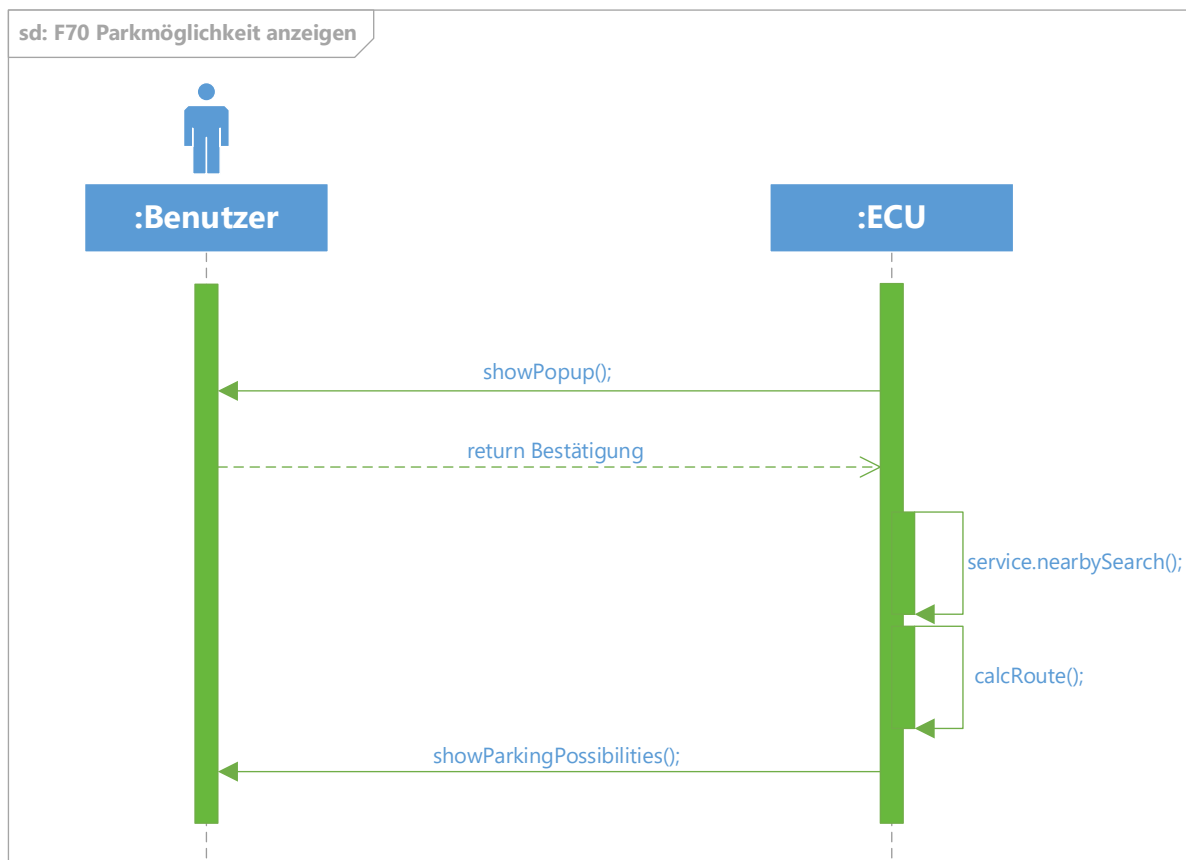 sd: F70 Parkmöglichkeit anzeigen
:Benutzer
:ECU
showPopup();
return Bestätigung
service.nearbySearch();
calcRoute();
showParkingPossibilities();